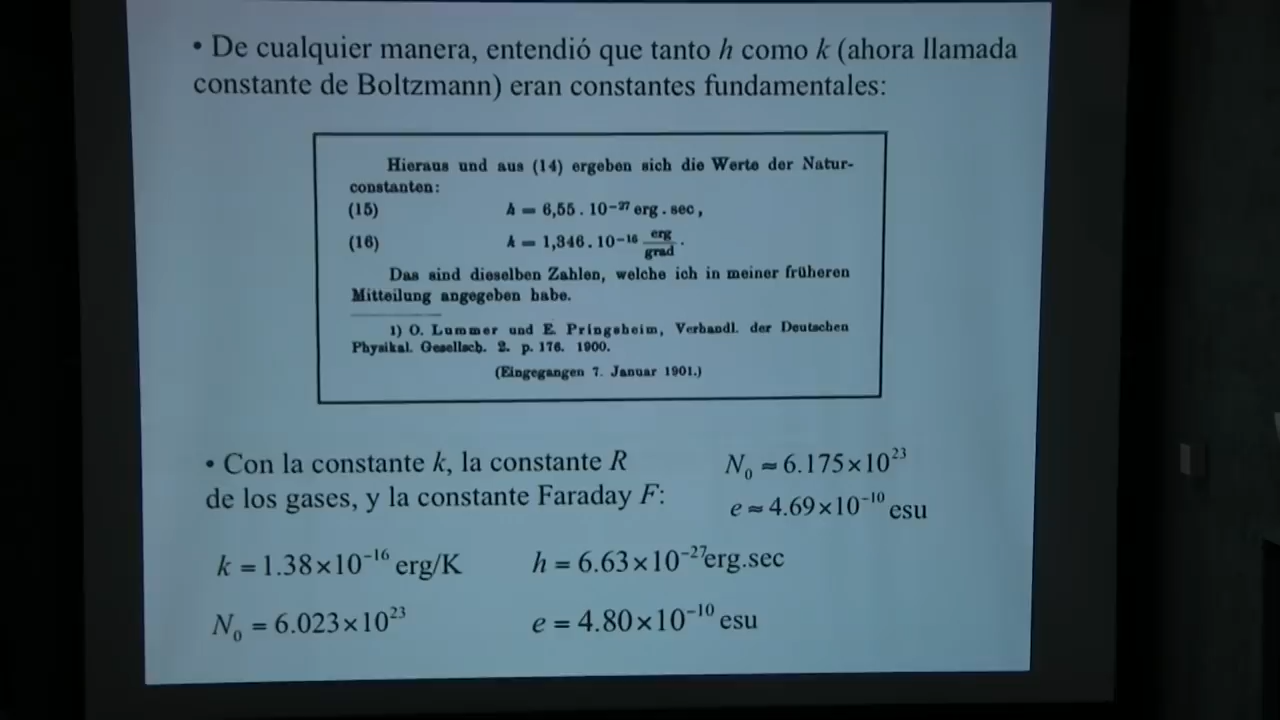 • De cualquier manera, entendió que tanto h como k (ahora llamada
constante de Boltzmann) eran constantes fundamentales:
Hieraus und aus (14) ergeben sich die Werte der Natur-
constanten:
(15) h = 6,55 . 10⁻²⁷ erg . sec,
(16) k = 1,346 . 10⁻¹⁶ erg/grad .
Das sind dieselben Zahlen, welche ich in meiner früheren
Mitteilung angegeben habe.
1) O. Lummer und E. Pringsheim, Verhandl. der Deutschen
Physikal. Gesellsch. 2. p. 176. 1900.
(Eingegangen 7. Januar 1901.)
• Con la constante k, la constante R
de los gases, y la constante Faraday F:
N₀ ≈ 6.175×10²³
e ≈ 4.69×10⁻¹⁰ esu
k = 1.38×10⁻¹⁶ erg/K h = 6.63×10⁻²⁷erg.sec
N₀ = 6.023×10²³ e = 4.80×10⁻¹⁰ esu